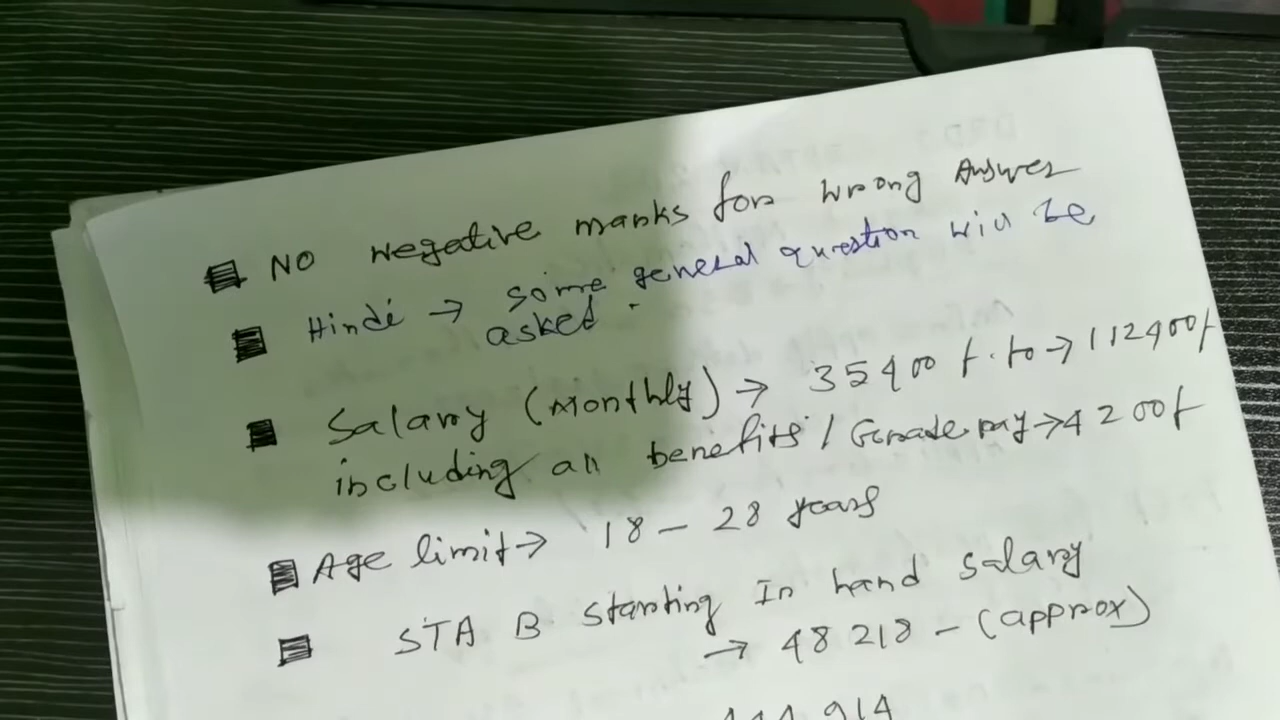 NO negative marks for wrong Answer
Hindi → some general question will be
asked.
Salary (Monthly) → 35400/- to → 112400/-
including all benefits / Grade pay → 4200/-
Age limit → 18 - 28 years
STA B starting In hand salary
→ 48218 - (approx)